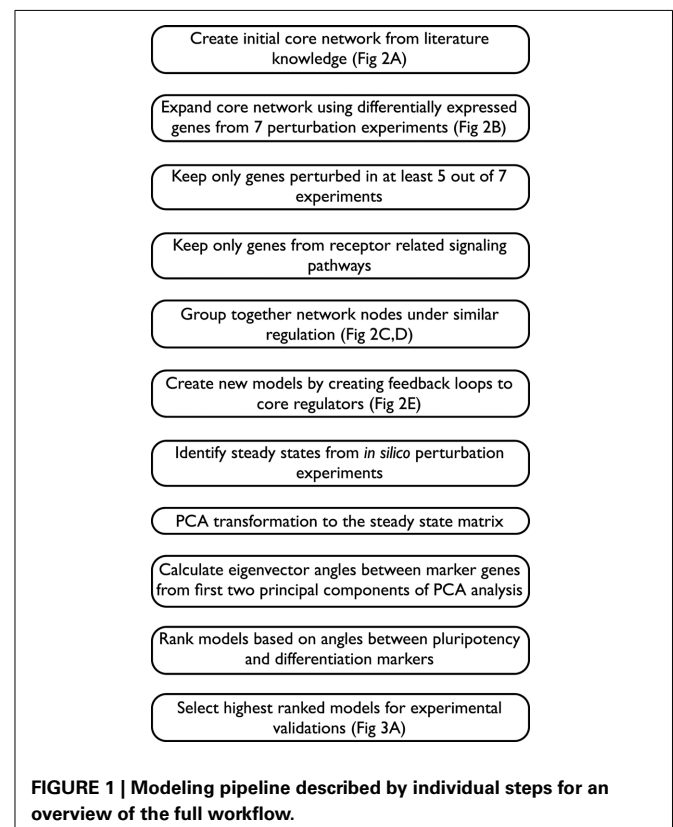 Create initial core network from literature
knowledge (Fig 2A)
Expand core network using differentially expressed
genes from 7 perturbation experiments (Fig 2B)
Keep only genes perturbed in at least 5 out of 7
experiments
Keep only genes from receptor related signaling
pathways
Group together network nodes under similar
regulation (Fig 2C,D)
Create new models by creating feedback loops to
core regulators (Fig 2E)
Identify steady states from in silico perturbation
experiments
PCA transformation to the steady state matrix
Calculate eigenvector angles between marker genes
from first two principal components of PCA analysis
Rank models based on angles between pluripotency
and differentiation markers
Select highest ranked models for experimental
validations (Fig 3A)
FIGURE 1 | Modeling pipeline described by individual steps for an
overview of the full workflow.